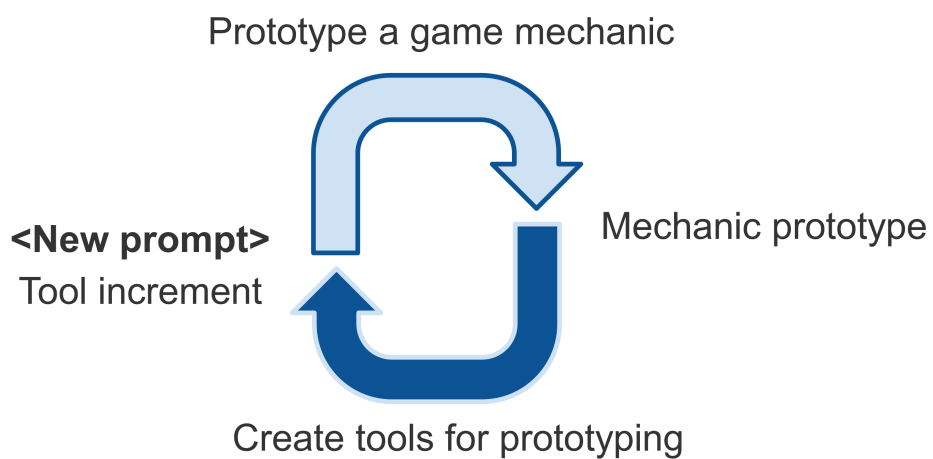 Prototype a game mechanic
Mechanic prototype
<New prompt>
Tool increment
Create tools for prototyping